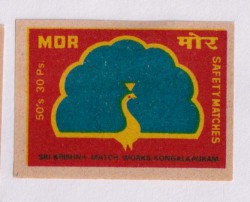 MOR मोर
50's 30 Ps.
SAFETY MATCHES
SRI KRISHNA MATCH WORKS. KONGALAPURAM